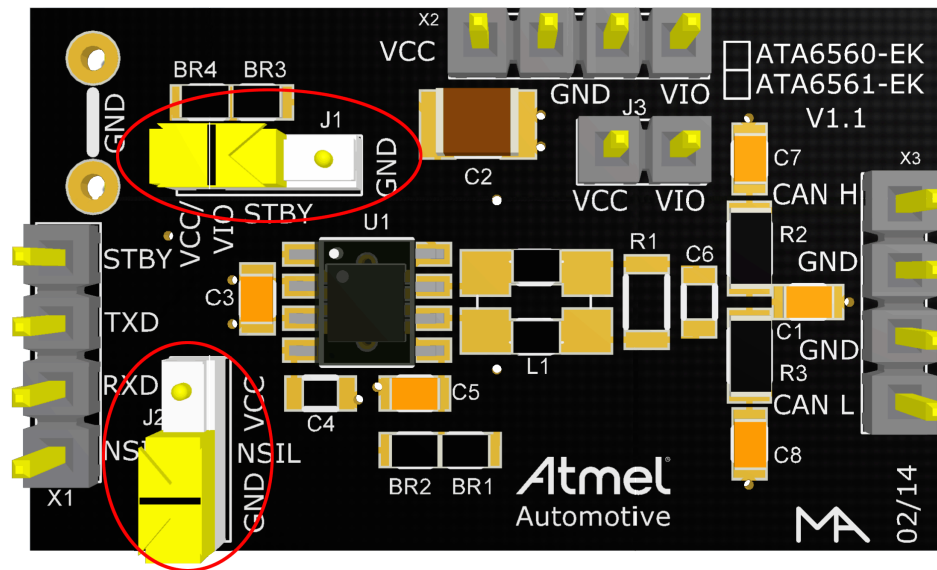 X2
VCC
GND
VIO
ATA6560-EK
ATA6561-EK
V1.1
BR4
BR3
GND
J1
GND
VCC/
VIO
STBY
C2
J3
VCC
VIO
C7
X3
CAN H
R2
GND
STBY
U1
C3
R1
C6
TXD
C1
GND
RXD
J2
VCC
C4
C5
L1
R3
CAN L
NSIL
GND
X1
BR2
BR1
Atmel
Automotive
C8
MA
02/14